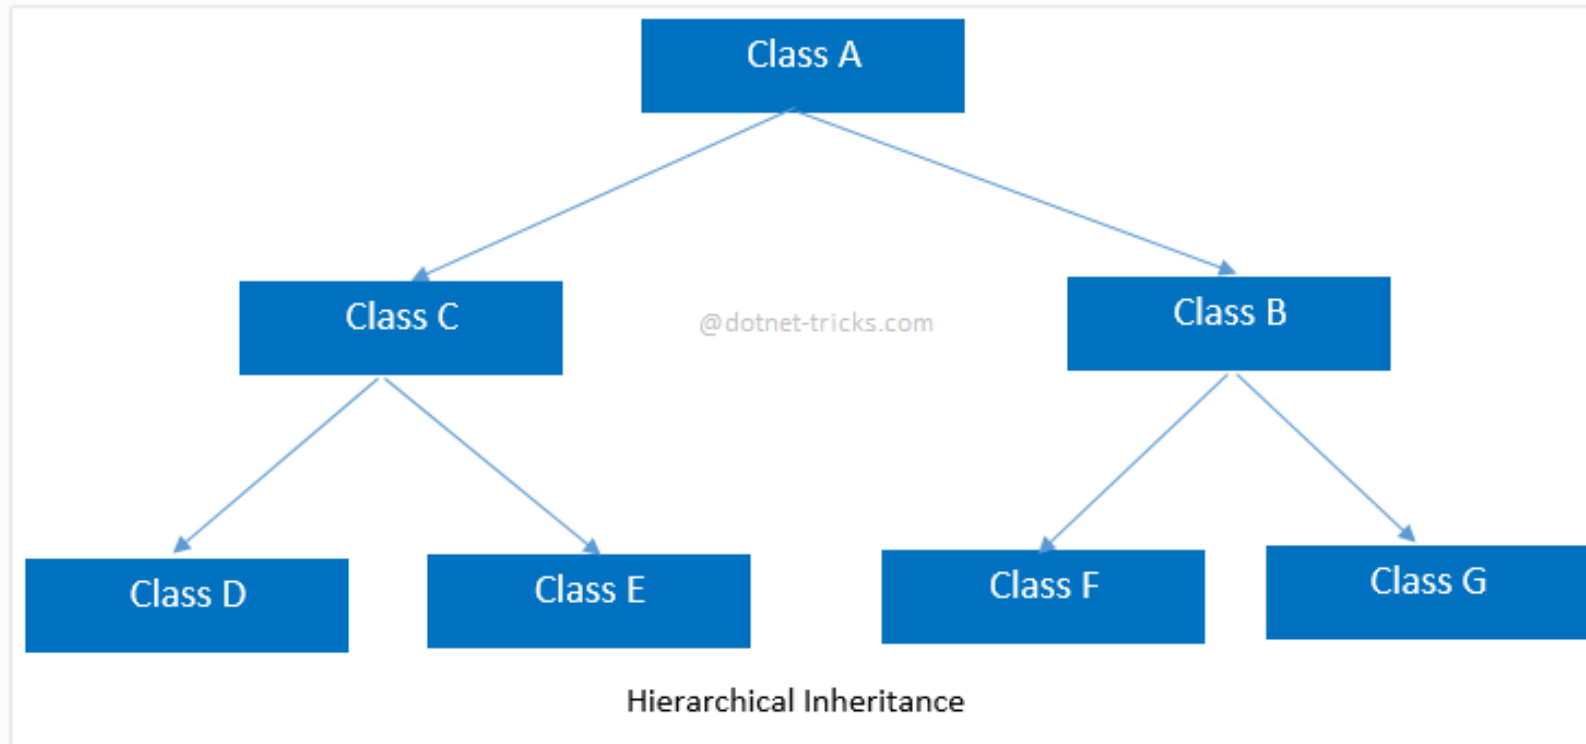 Class A
Class C
@dotnet-tricks.com
Class B
Class D
Class E
Class F
Class G
Hierarchical Inheritance